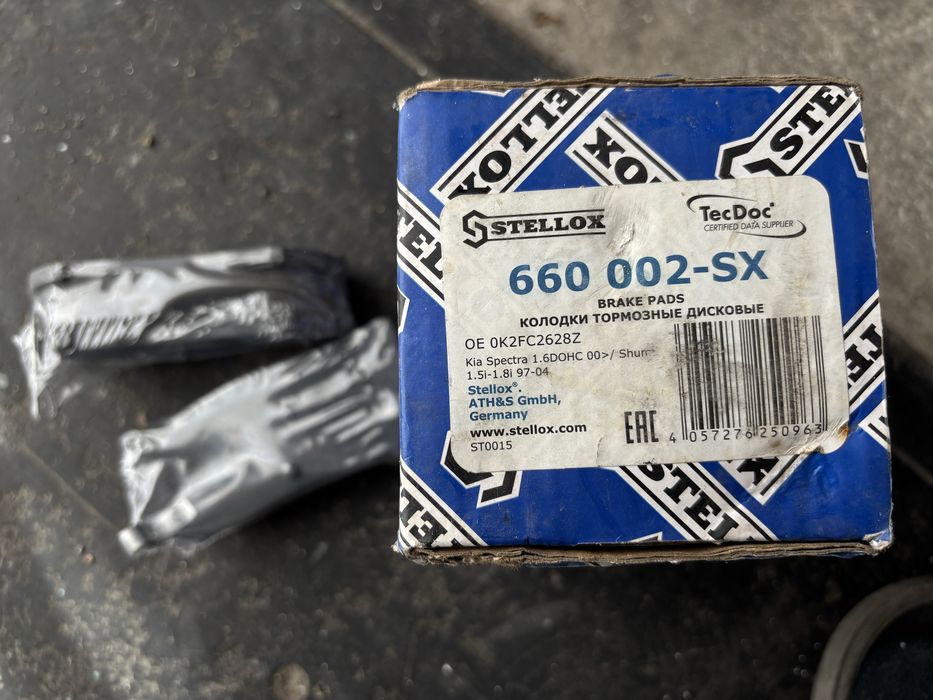 STELLOX
TecDoc®
CERTIFIED DATA SUPPLIER
660 002-SX
BRAKE PADS
КОЛОДКИ ТОРМОЗНЫЕ ДИСКОВЫЕ
OE 0K2FC2628Z
Kia Spectra 1.6DOHC 00>/ Shum
1.5i-1.8i 97-04
Stellox®.
ATH&S GmbH,
Germany
www.stellox.com
ST0015
EAC
4 057276 250963